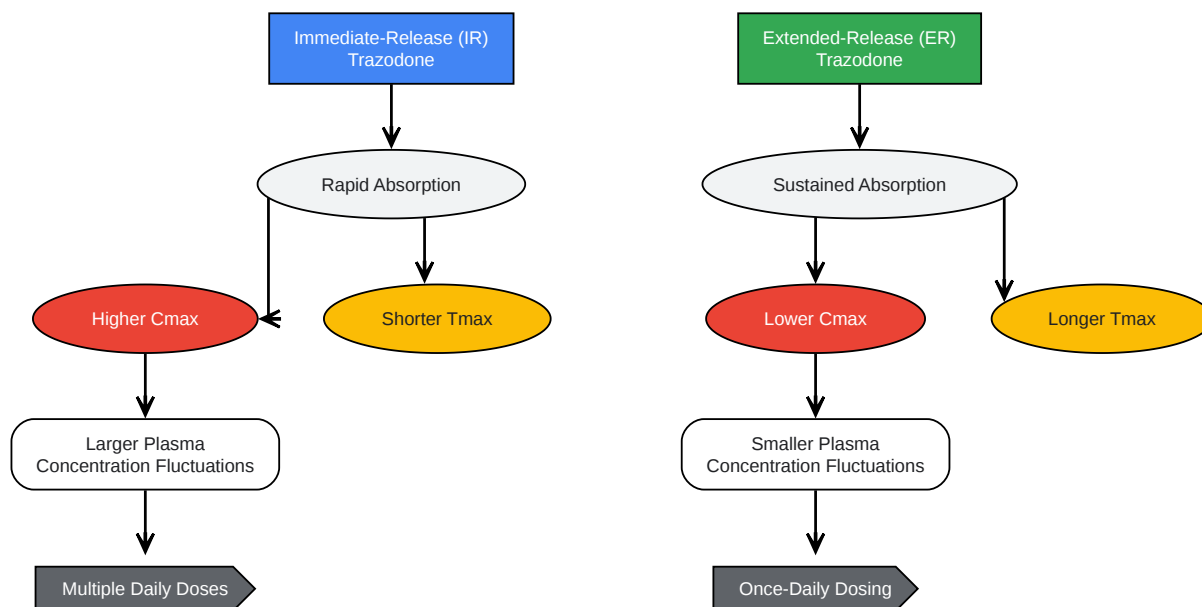 Immediate-Release (IR)
Trazodone
Extended-Release (ER)
Trazodone
Rapid Absorption
Sustained Absorption
Higher Cmax
Shorter Tmax
Lower Cmax
Longer Tmax
Larger Plasma
Concentration Fluctuations
Smaller Plasma
Concentration Fluctuations
Multiple Daily Doses
Once-Daily Dosing